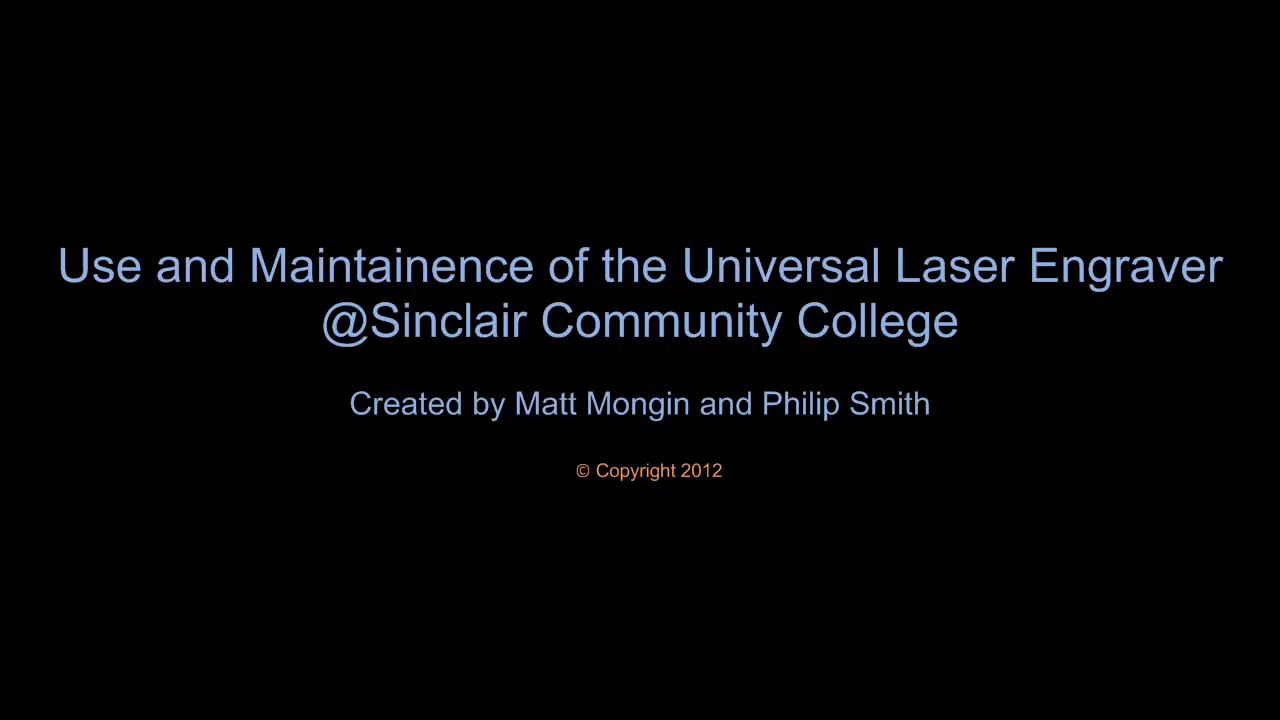 Use and Maintainence of the Universal Laser Engraver
@Sinclair Community College
Created by Matt Mongin and Philip Smith
© Copyright 2012